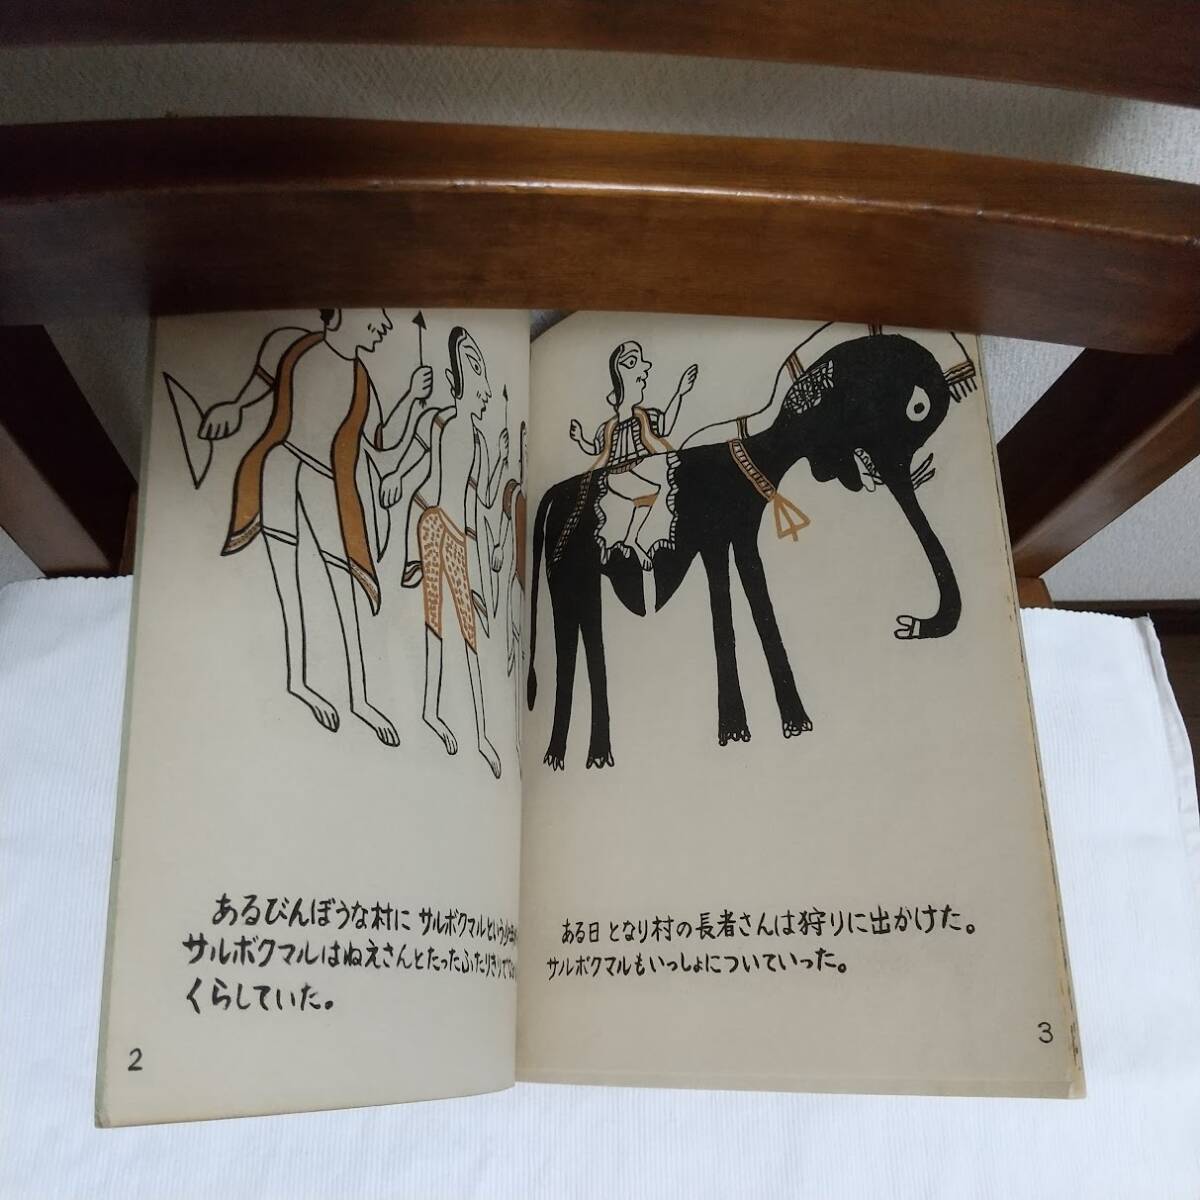 あるびんぼうな村に サルボクマルという少
サルボクマルはぬえさんとたったふたりきりで
くらしていた。
2
ある日 となり村の長者さんは狩りに出かけた。
サルボクマルもいっしょについていった。
3